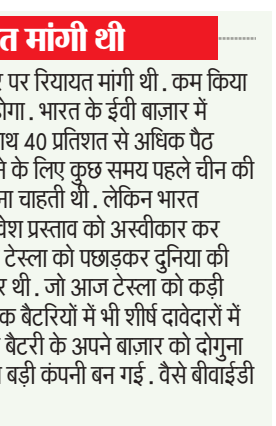 त मांगी थी
पर रियायत मांगी थी. कम किया
होगा. भारत के ईवी बाज़ार में
ाथ 40 प्रतिशत से अधिक पैठ
ने के लिए कुछ समय पहले चीन की
ना चाहती थी. लेकिन भारत
वेश प्रस्ताव को अस्वीकार कर
टेस्ला को पछाड़कर दुनिया की
र थी. जो आज टेस्ला को कड़ी
क बैटरियों में भी शीर्ष दावेदारों में
बैटरी के अपने बाज़ार को दोगुना
बड़ी कंपनी बन गई. वैसे बीवाईडी